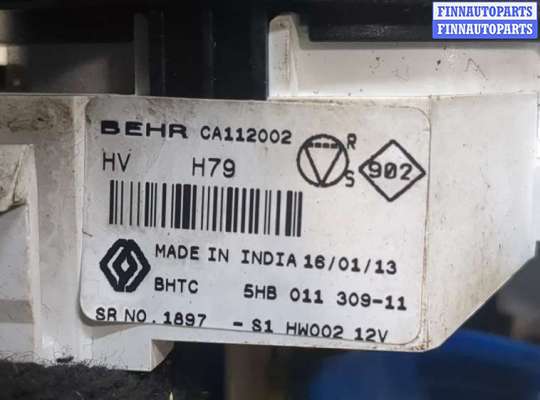 FINNAUTOPARTS
FINNAUTOPARTS
BEHR CA112002
HV H79
R
S
902
MADE IN INDIA 16/01/13
BHTC 5HB 011 309-11
SR NO. 1897 - S1 HW002 12V